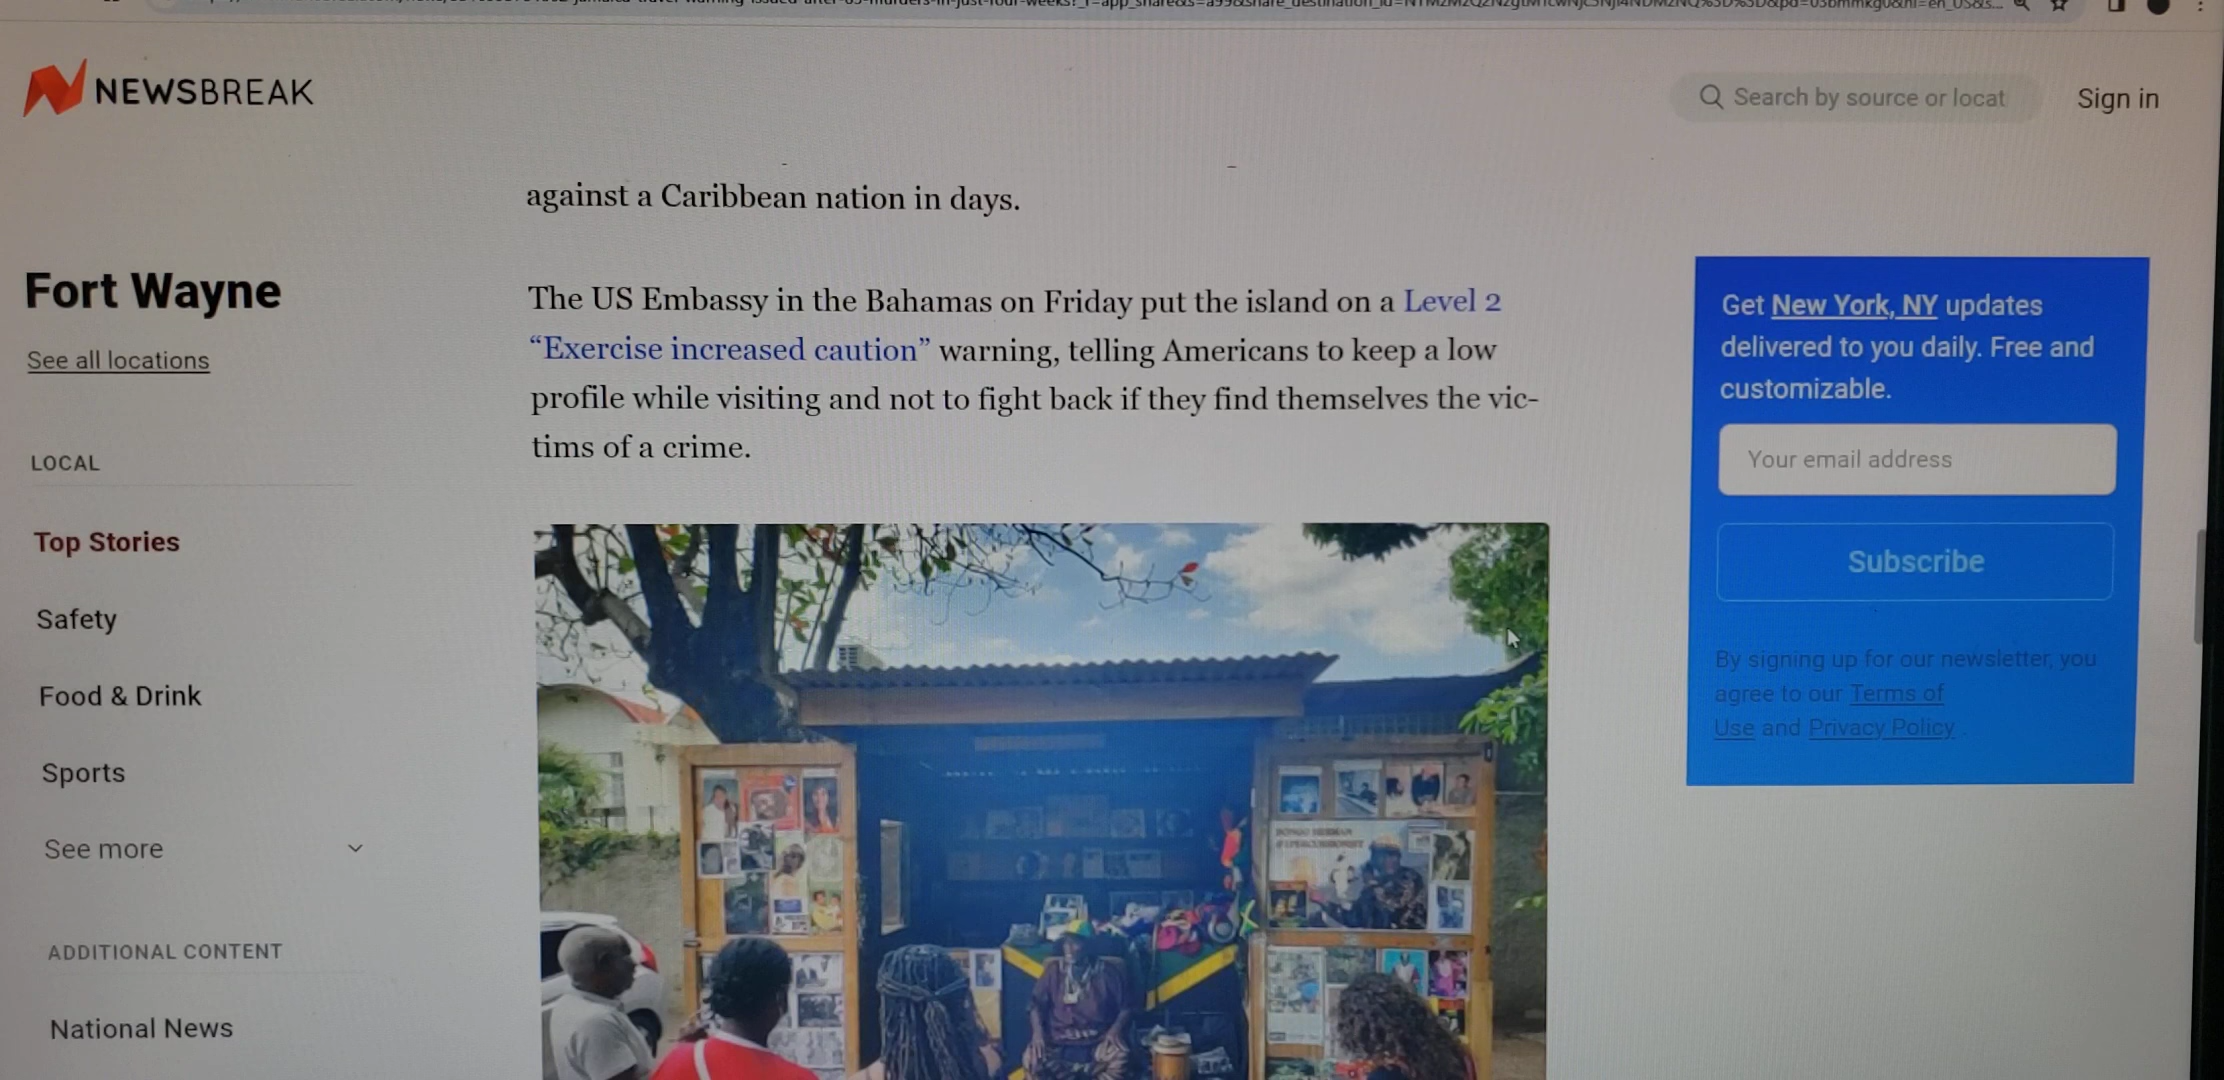 NEWSBREAK
Search by source or locat
Sign in
against a Caribbean nation in days.
Fort Wayne
See all locations
LOCAL
Top Stories
Safety
Food & Drink
Sports
See more
ADDITIONAL CONTENT
National News
The US Embassy in the Bahamas on Friday put the island on a Level 2
“Exercise increased caution” warning, telling Americans to keep a low
profile while visiting and not to fight back if they find themselves the vic-
tims of a crime.
BONGO HERMAN
Get New York, NY updates
delivered to you daily. Free and
customizable.
Your email address
Subscribe
By signing up for our newsletter, you
agree to our Terms of
Use and Privacy Policy .